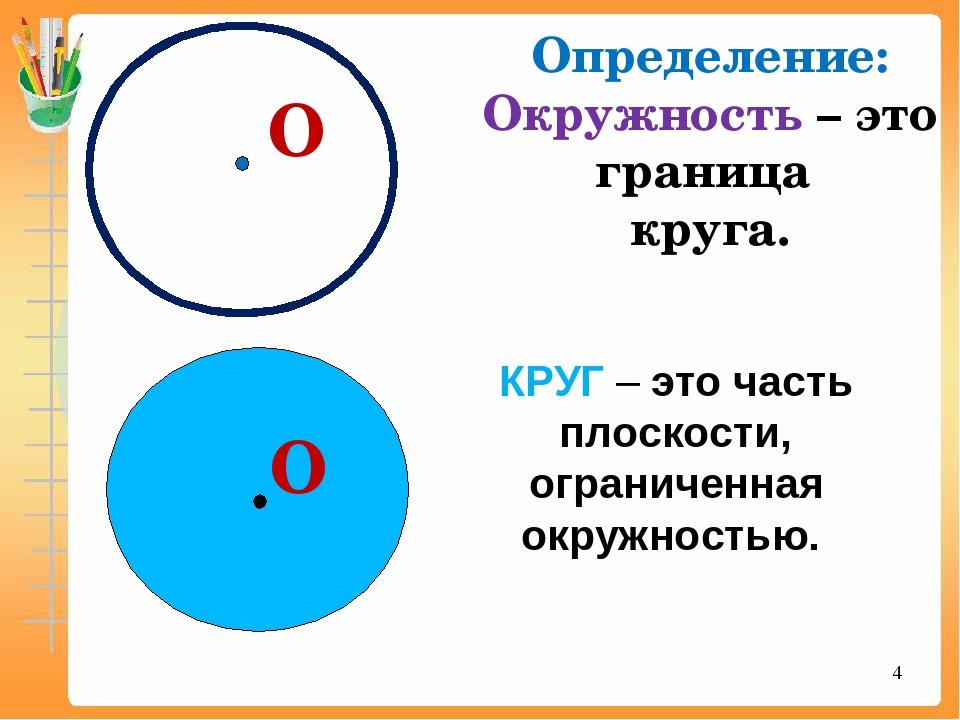 Определение:
Окружность – это
граница
круга.
О
КРУГ – это часть
плоскости,
ограниченная
окружностью.
О
4